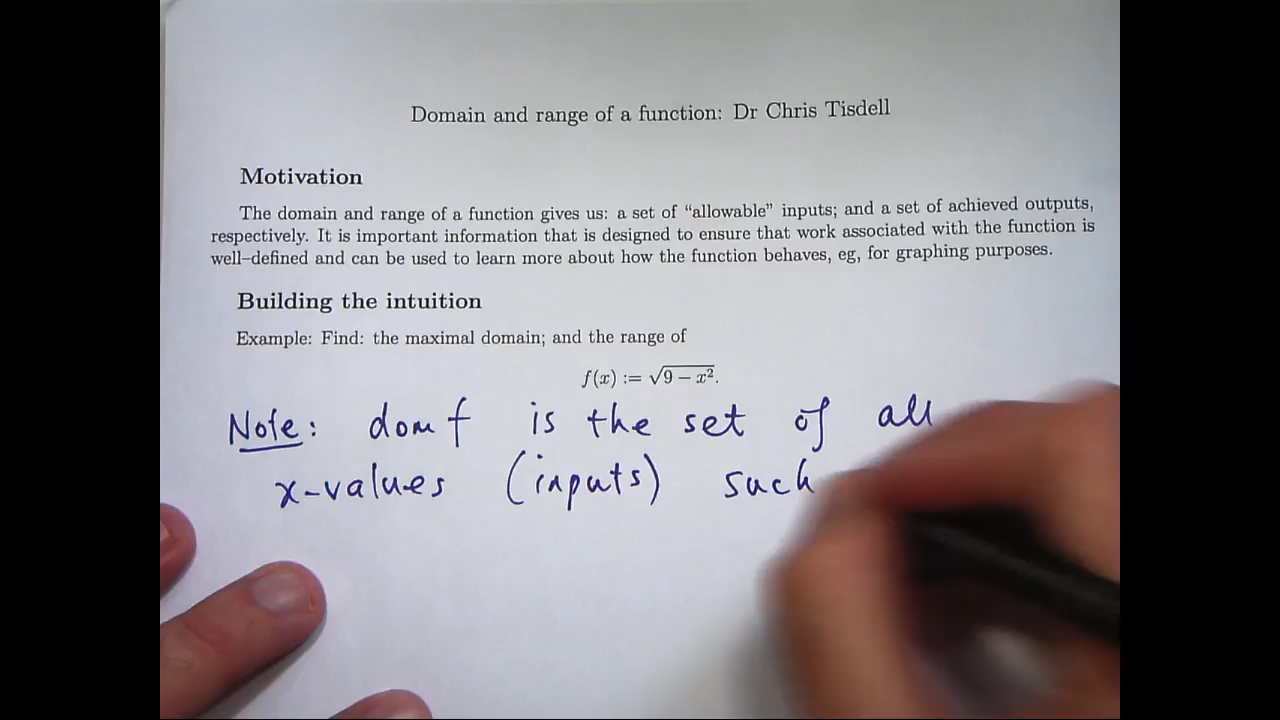 Domain and range of a function: Dr Chris Tisdell
Motivation
The domain and range of a function gives us: a set of “allowable” inputs; and a set of achieved outputs,
respectively. It is important information that is designed to ensure that work associated with the function is
well–defined and can be used to learn more about how the function behaves, eg, for graphing purposes.
Building the intuition
Example: Find: the maximal domain; and the range of
f(x) := √9 − x².
Note: dom f is the set of all
x-values (inputs) such